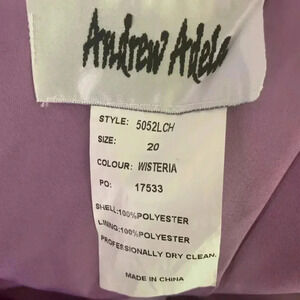 Andrew Adela
STYLE: 5052LCH
SIZE: 20
COLOUR: WISTERIA
PO: 17533
SHELL:100%POLYESTER
LINING:100%POLYESTER
PROFESSIONALLY DRY CLEAN.
MADE IN CHINA